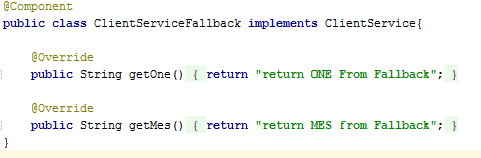 @Component
public class ClientServiceFallback implements ClientService{
@Override
public String getOne() { return "return ONE From Fallback"; }
@Override
public String getMes() { return "return MES from Fallback"; }
}